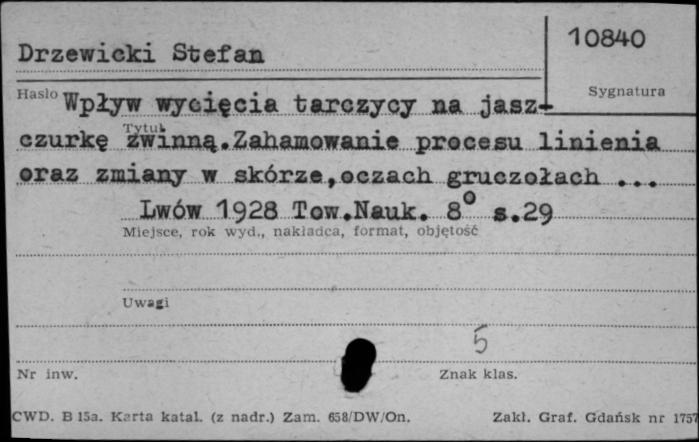 Drzewicki Stefan
10840
Hasło
Sygnatura
Wpływ wycięcia tarczycy na jasz-
Tytuł
czurkę zwinną.Zahamowanie procesu linienia
oraz zmiany w skórze,oczach gruczołach ...
Lwów 1928 Tow.Nauk. 8° s.29
Miejsce, rok wyd., nakładca, format, objętość
Uwagi
5
Nr inw.
Znak klas.
CWD. B 15a. Karta katal. (z nadr.) Zam. 658/DW/On.
Zakł. Graf. Gdańsk nr 1757